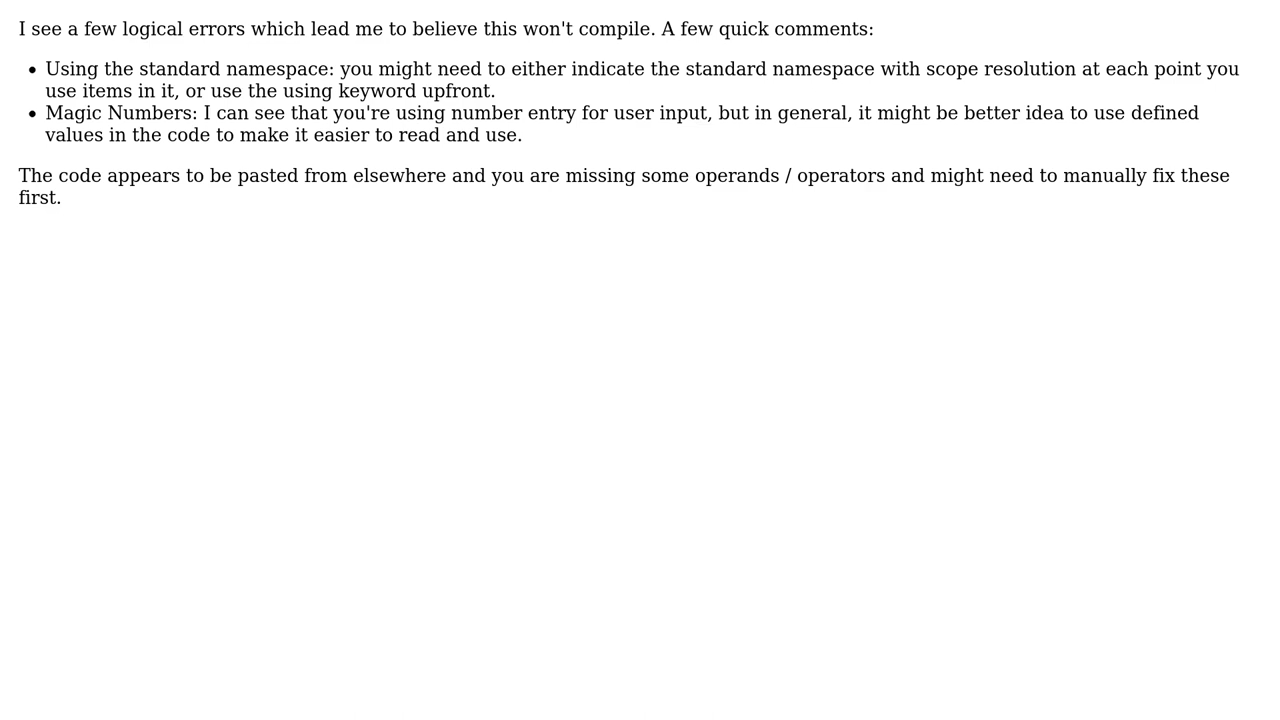 I see a few logical errors which lead me to believe this won't compile. A few quick comments:
• Using the standard namespace: you might need to either indicate the standard namespace with scope resolution at each point you
use items in it, or use the using keyword upfront.
• Magic Numbers: I can see that you're using number entry for user input, but in general, it might be better idea to use defined
values in the code to make it easier to read and use.
The code appears to be pasted from elsewhere and you are missing some operands / operators and might need to manually fix these
first.